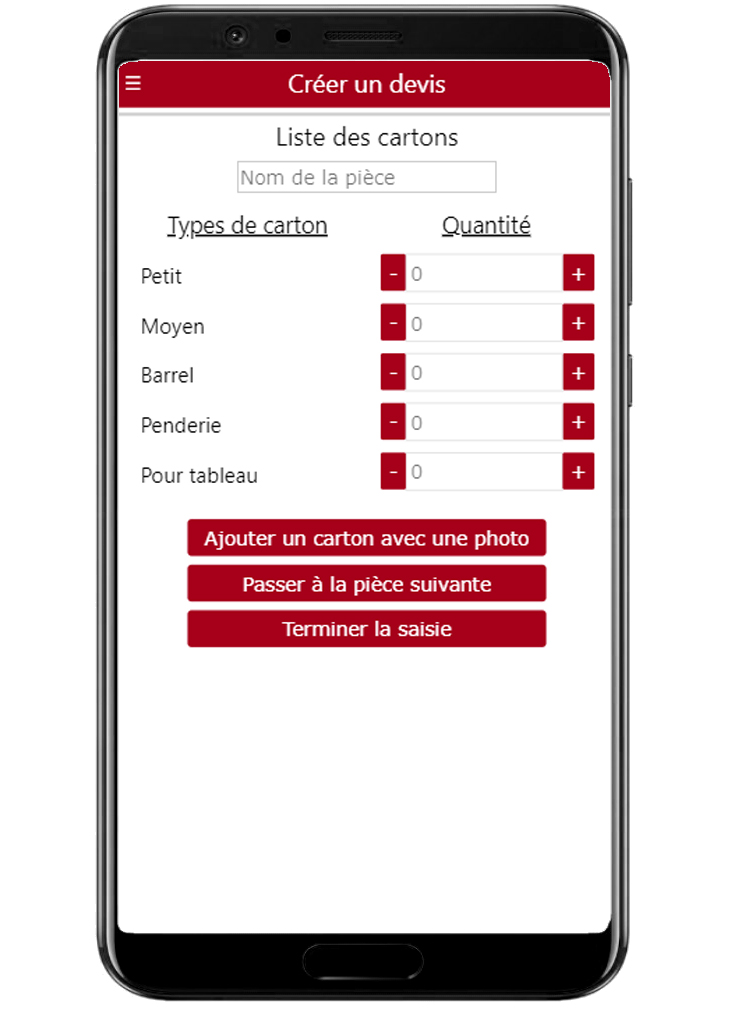 ☰ Créer un devis
Liste des cartons
Nom de la pièce
Types de carton Quantité
Petit - 0 +
Moyen - 0 +
Barrel - 0 +
Penderie - 0 +
Pour tableau - 0 +
Ajouter un carton avec une photo
Passer à la pièce suivante
Terminer la saisie